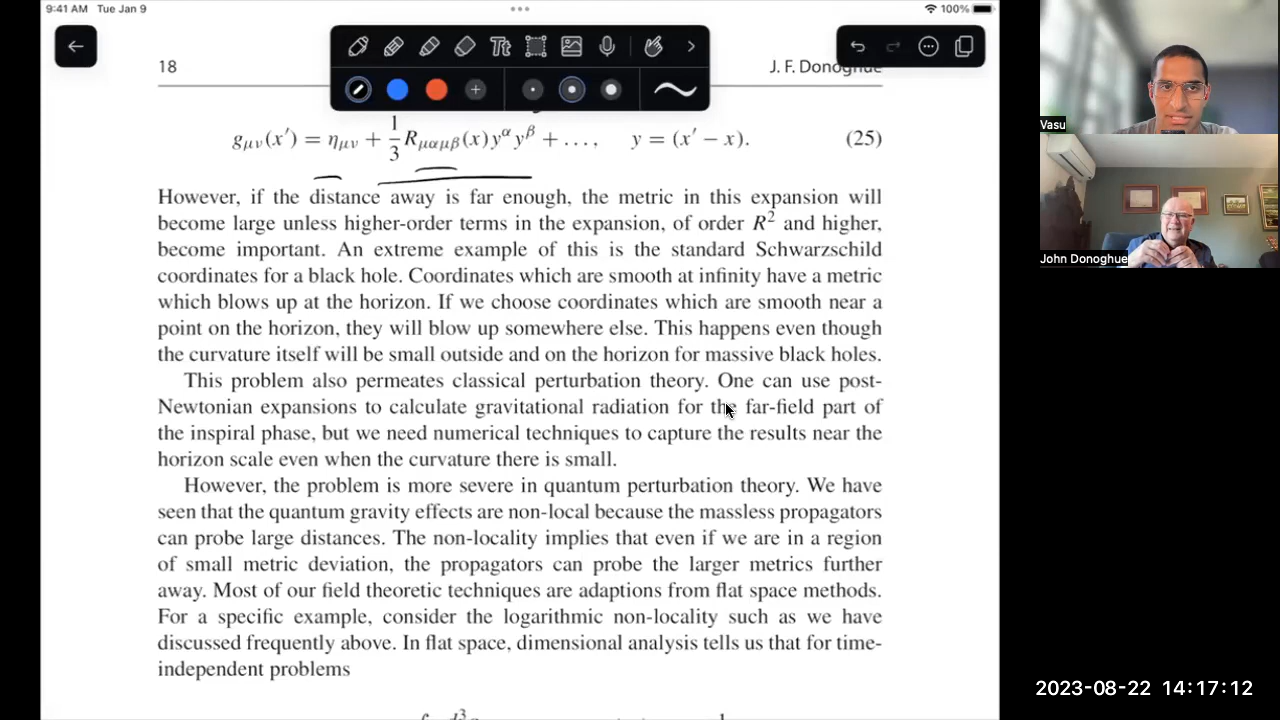 9:41 AM Tue Jan 9
100%
18
J. F. Donoghue
Tt
g_{μν}(x′) = η_{μν} + \frac{1}{3} R_{μαμβ}(x)y^α y^β + . . . , y = (x′ − x). (25)
However, if the distance away is far enough, the metric in this expansion will
become large unless higher-order terms in the expansion, of order R² and higher,
become important. An extreme example of this is the standard Schwarzschild
coordinates for a black hole. Coordinates which are smooth at infinity have a metric
which blows up at the horizon. If we choose coordinates which are smooth near a
point on the horizon, they will blow up somewhere else. This happens even though
the curvature itself will be small outside and on the horizon for massive black holes.
This problem also permeates classical perturbation theory. One can use post-
Newtonian expansions to calculate gravitational radiation for the far-field part of
the inspiral phase, but we need numerical techniques to capture the results near the
horizon scale even when the curvature there is small.
However, the problem is more severe in quantum perturbation theory. We have
seen that the quantum gravity effects are non-local because the massless propagators
can probe large distances. The non-locality implies that even if we are in a region
of small metric deviation, the propagators can probe the larger metrics further
away. Most of our field theoretic techniques are adaptions from flat space methods.
For a specific example, consider the logarithmic non-locality such as we have
discussed frequently above. In flat space, dimensional analysis tells us that for time-
independent problems
Vasu
John Donoghue
2023-08-22 14:17:12